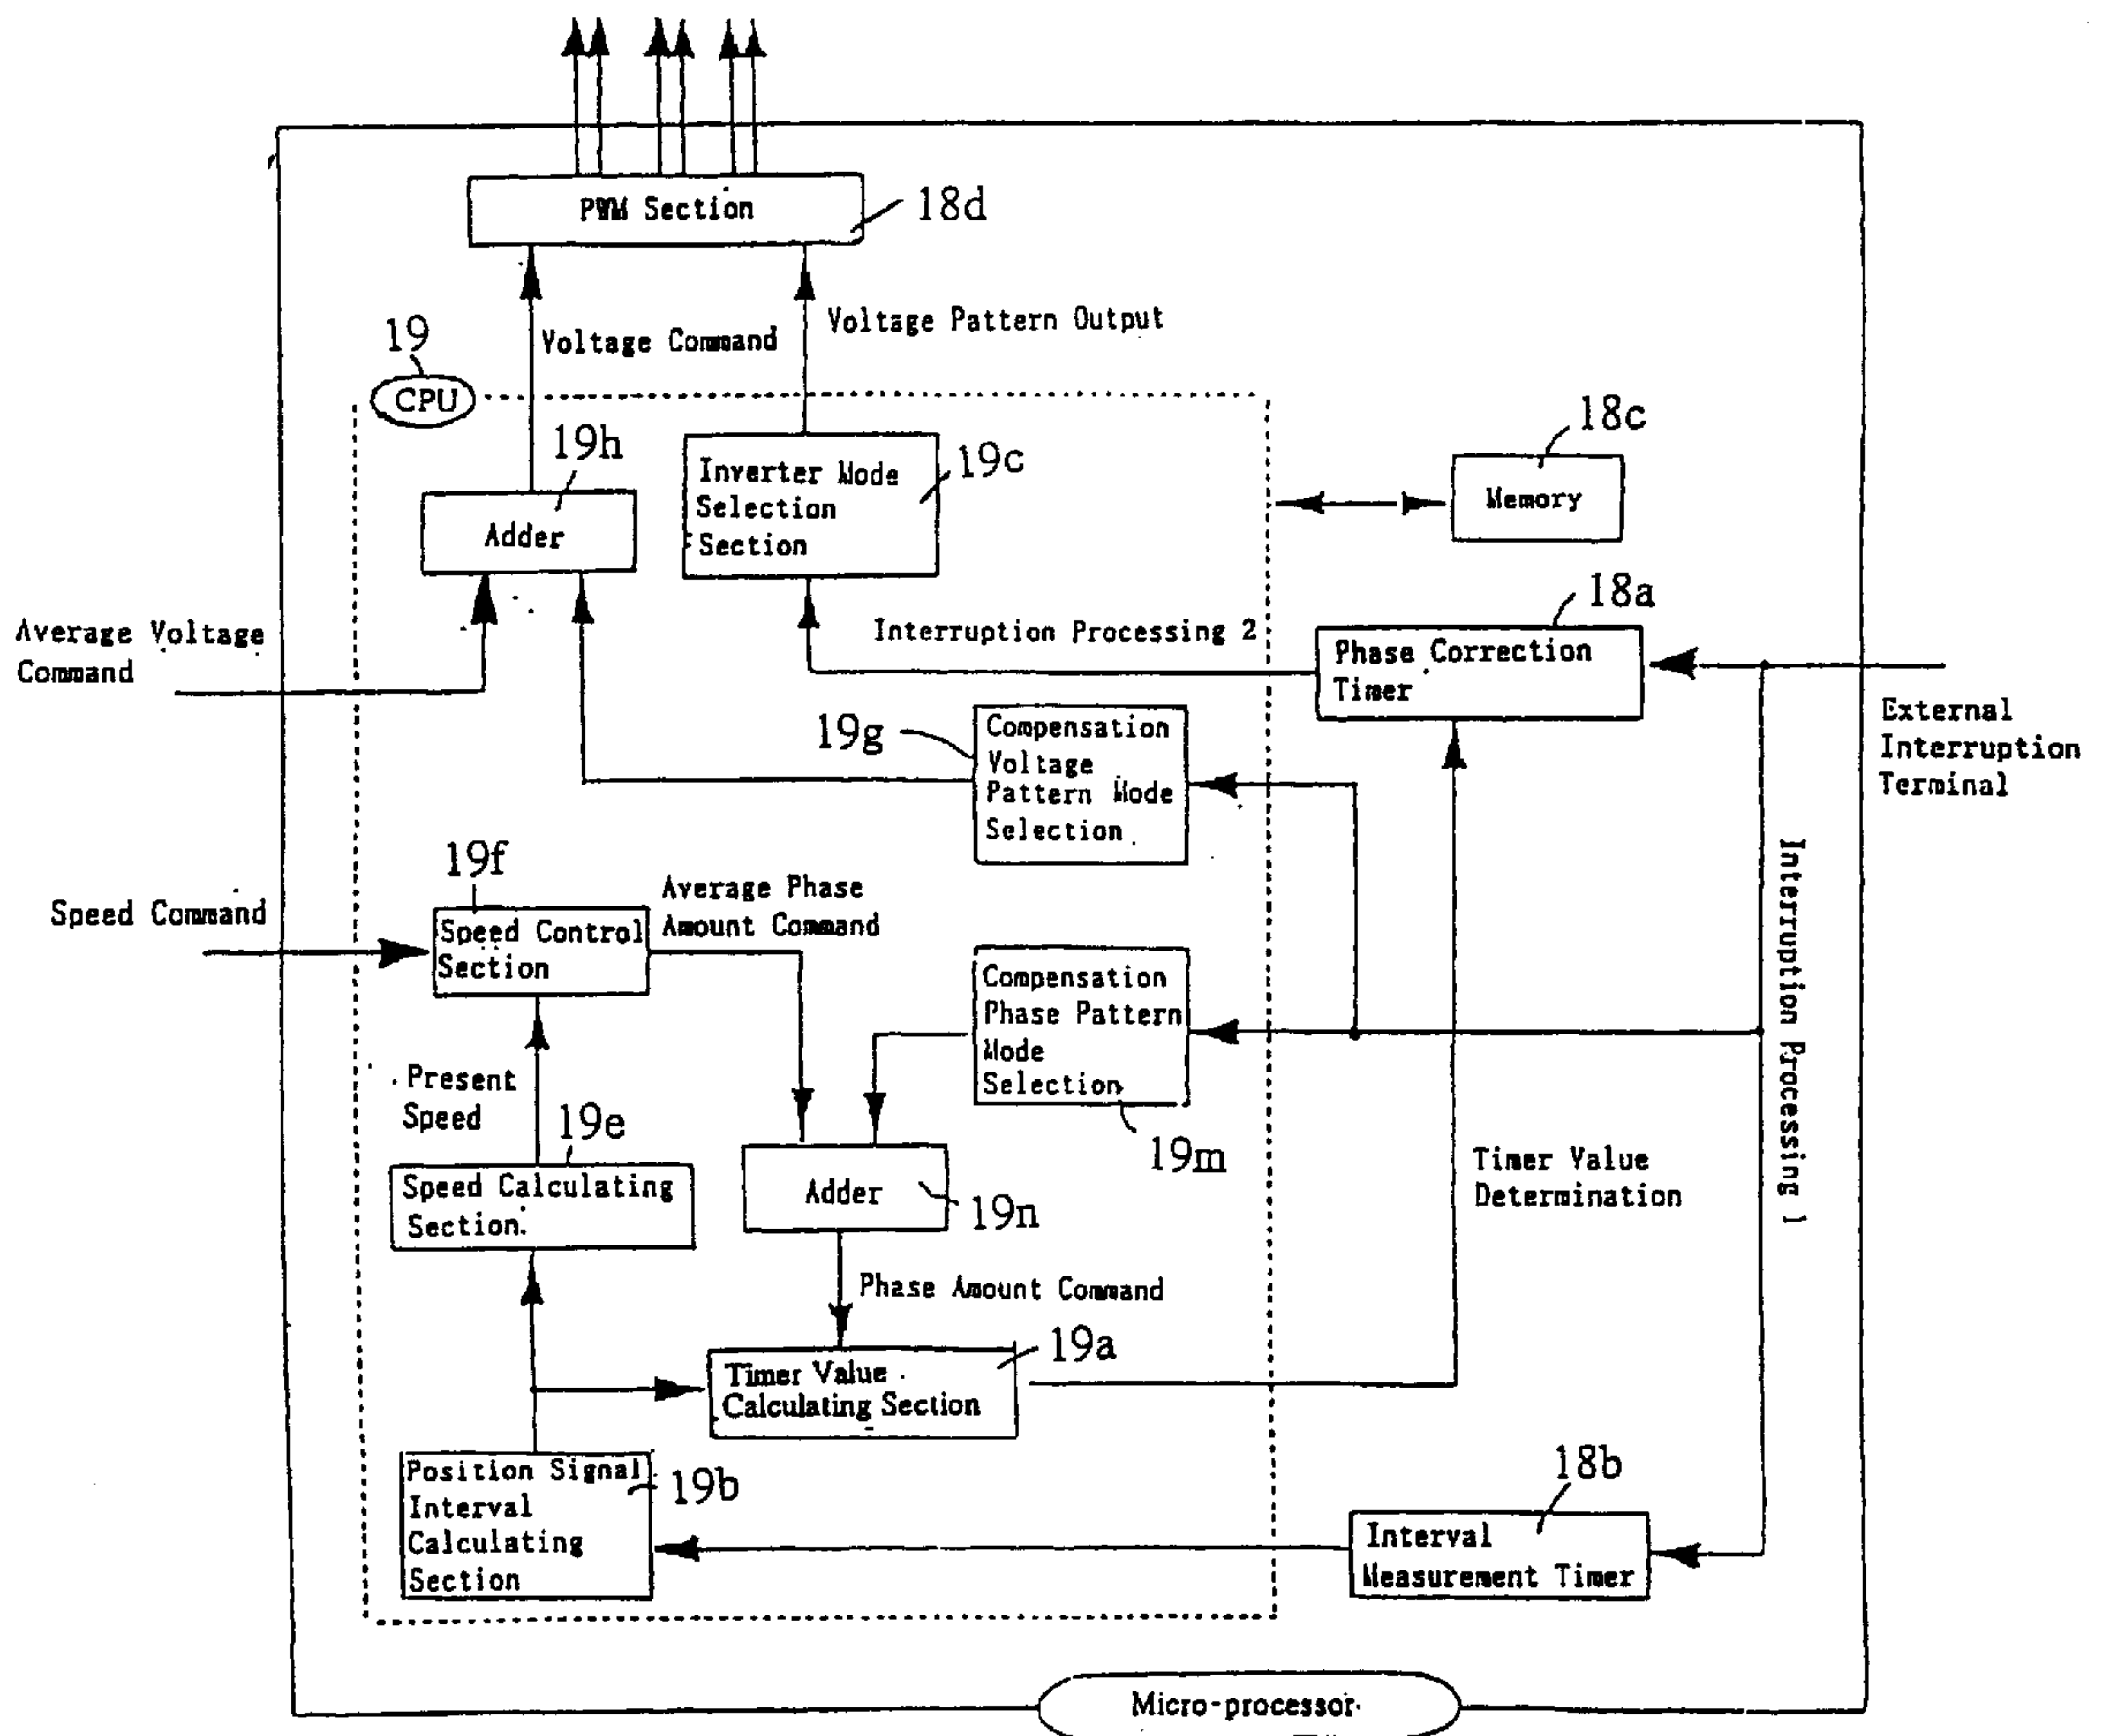 PWM Section
18d
Voltage Pattern Output
Voltage Command
19
CPU
18c
Memory
19h
Adder
Inverter Mode
Selection
Section
19c
18a
Phase Correction
Timer
Interruption Processing 2
Average Voltage
Command
External
Interruption
Terminal
19g
Compensation
Voltage
Pattern Mode
Selection
Interruption Processing 1
19f
Speed Command
Speed Control
Section
Average Phase
Amount Command
Compensation
Phase Pattern
Mode
Selection
19m
Present
Speed
19e
Speed Calculating
Section
Adder
19n
Timer Value
Determination
Phase Amount Command
19a
Timer Value
Calculating Section
Position Signal
Interval
Calculating
Section
19b
18b
Interval
Measurement Timer
Micro-processor